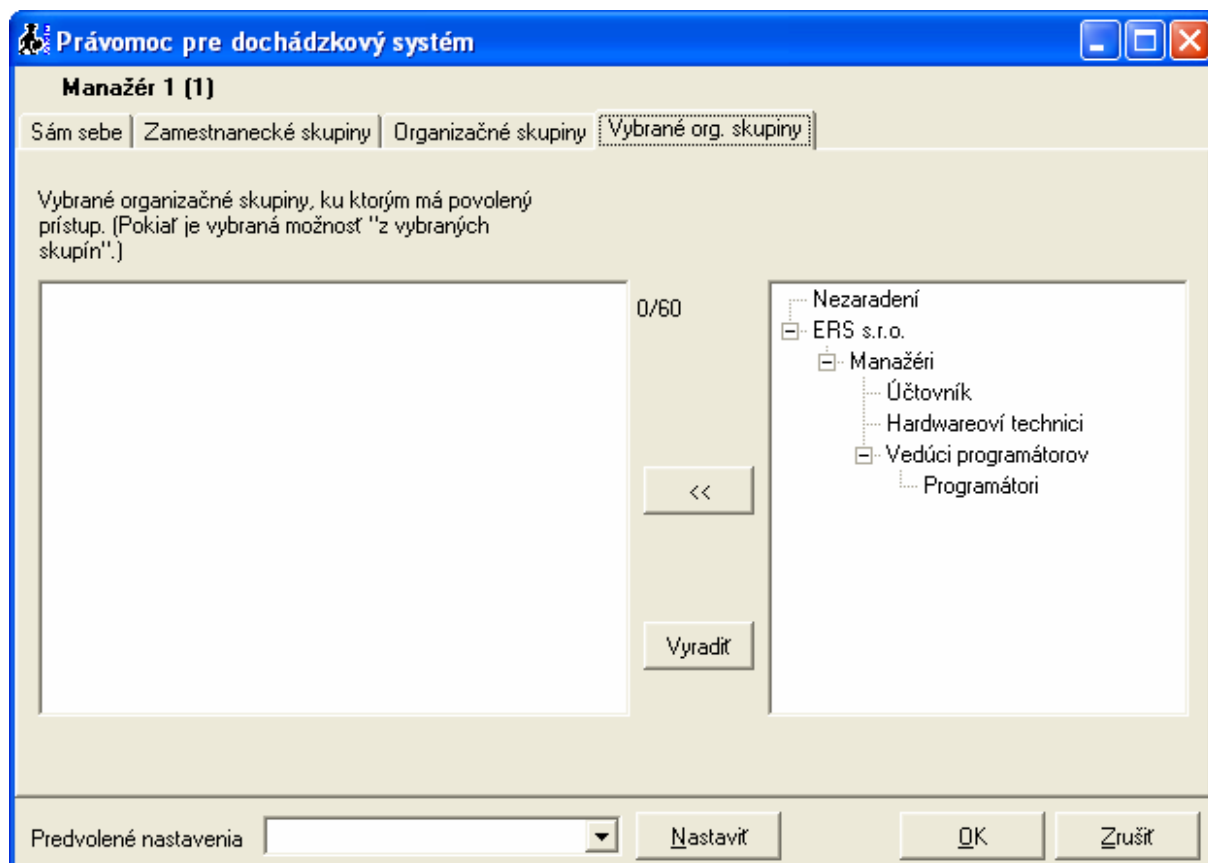 Právomoc pre dochádzkový systém
Manažér 1 (1)
Sám sebe
Zamestnanecké skupiny
Organizačné skupiny
Vybrané org. skupiny
Vybrané organizačné skupiny, ku ktorým má povolený
prístup. (Pokiaľ je vybraná možnosť "z vybraných
skupín".)
0/60
<<
Vyradiť
Nezaradení
ERS s.r.o.
Manažéri
Účtovník
Hardwareoví technici
Vedúci programátorov
Programátori
Predvolené nastavenia
Nastaviť
OK
Zrušiť